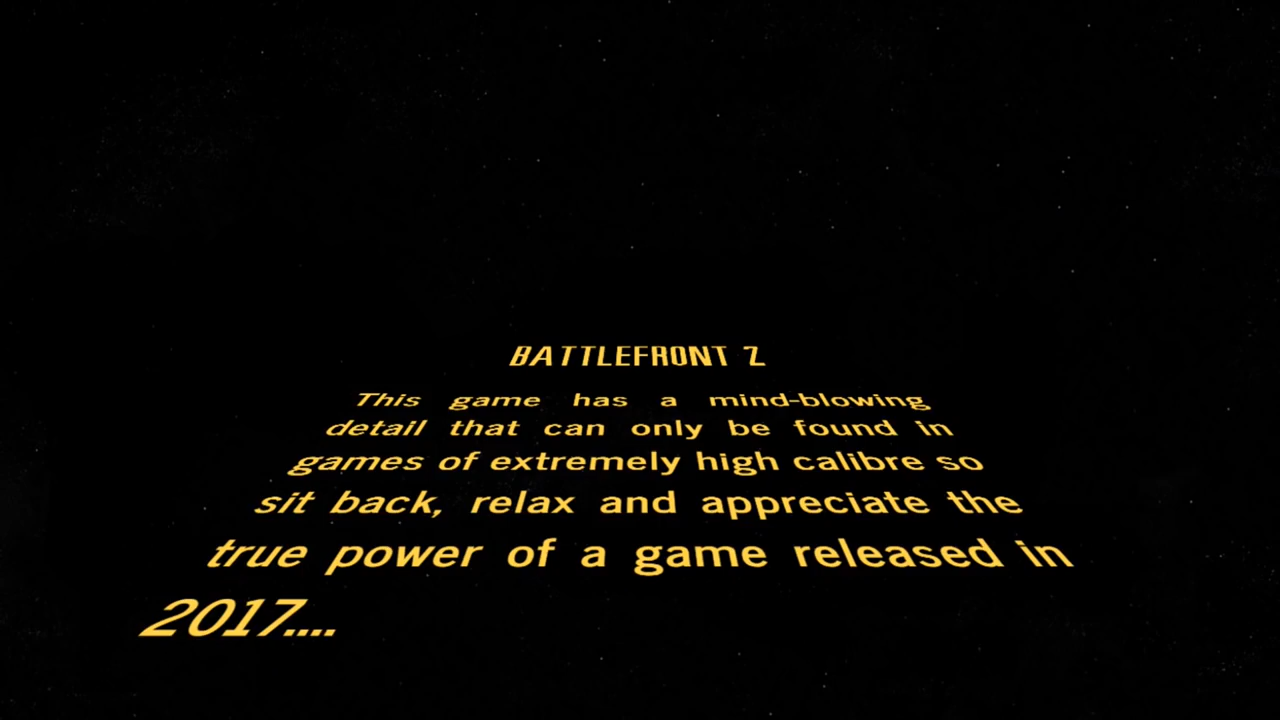 BATTLEFRONT 2
This game has a mind-blowing
detail that can only be found in
games of extremely high calibre so
sit back, relax and appreciate the
true power of a game released in
2017....